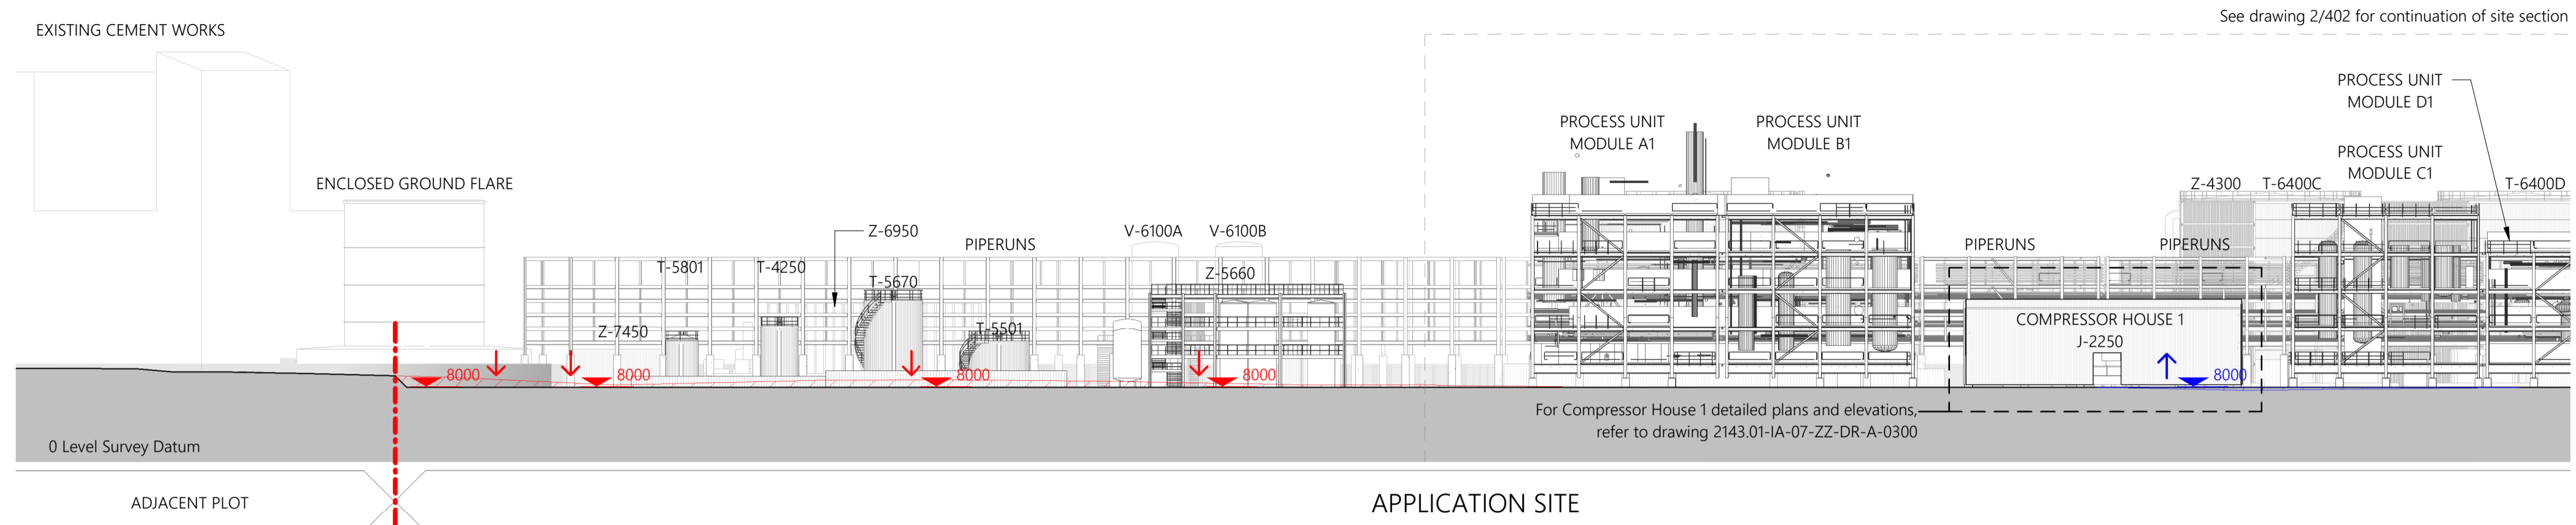 See drawing 2/402 for continuation of site section
EXISTING CEMENT WORKS
PROCESS UNIT
MODULE D1
PROCESS UNIT
MODULE A1
PROCESS UNIT
MODULE B1
PROCESS UNIT
MODULE C1
ENCLOSED GROUND FLARE
Z-4300
T-6400C
T-6400D
Z-6950
V-6100A
V-6100B
PIPERUNS
PIPERUNS
PIPERUNS
T-5801
T-4250
Z-5660
T-5670
COMPRESSOR HOUSE 1
J-2250
Z-7450
T-5501
8000
8000
8000
8000
8000
For Compressor House 1 detailed plans and elevations,
refer to drawing 2143.01-IA-07-ZZ-DR-A-0300
0 Level Survey Datum
ADJACENT PLOT
APPLICATION SITE